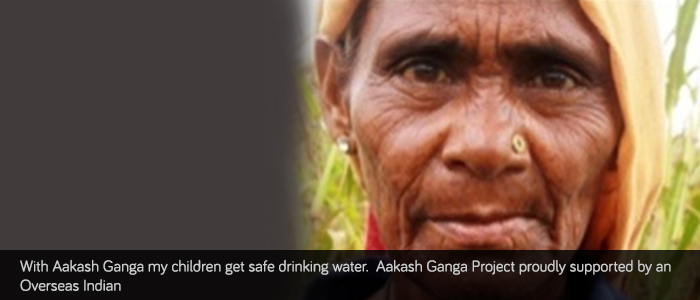 With Aakash Ganga my children get safe drinking water.  Aakash Ganga Project proudly supported by an
Overseas Indian